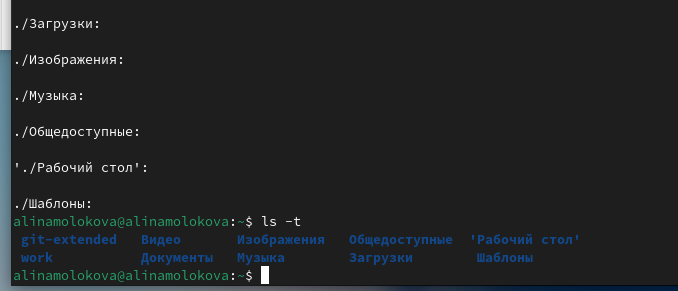 ./Загрузки:
./Изображения:
./Музыка:
./Общедоступные:
'./Рабочий стол':
./Шаблоны:
alinamolokova@alinamolokova:~$ ls -t
git-extended Видео Изображения Общедоступные 'Рабочий стол'
work Документы Музыка Загрузки Шаблоны
alinamolokova@alinamolokova:~$